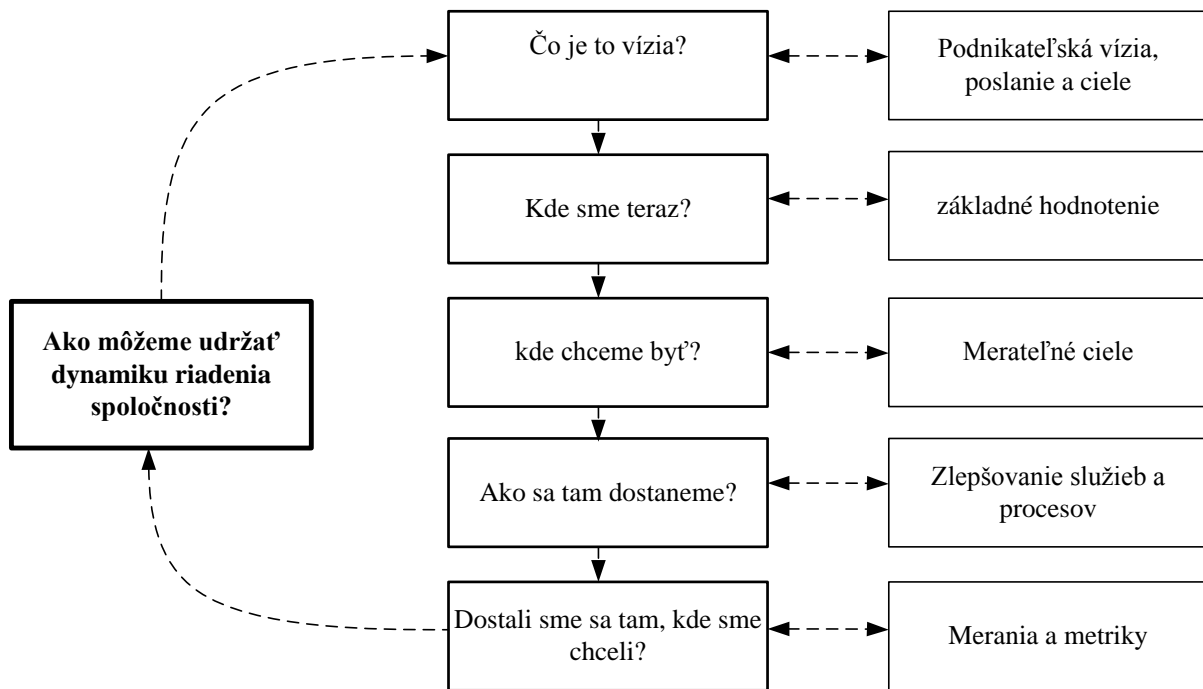 Čo je to vízia?
Podnikateľská vízia,
poslanie a ciele
Kde sme teraz?
základné hodnotenie
Ako môžeme udržať
dynamiku riadenia
spoločnosti?
kde chceme byť?
Merateľné ciele
Ako sa tam dostaneme?
Zlepšovanie služieb a
procesov
Dostali sme sa tam, kde sme
chceli?
Merania a metriky